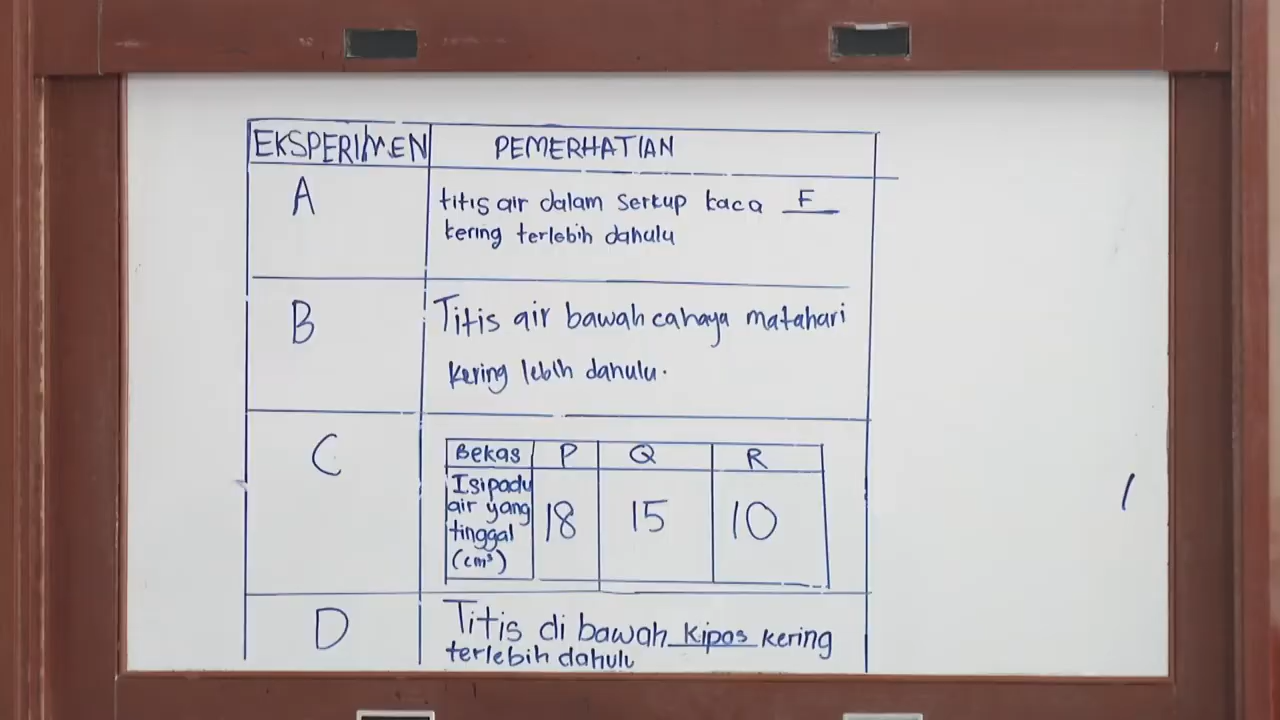 EKSPERIMEN PEMERHATIAN
A
titis air dalam serkup kaca F
kering terlebih dahulu
B
Titis air bawah cahaya matahari
kering lebih dahulu.
C
Bekas P Q R
Isipadu
air yang
tinggal
(cm³)
18 15 10
D
Titis di bawah kipas kering
terlebih dahulu